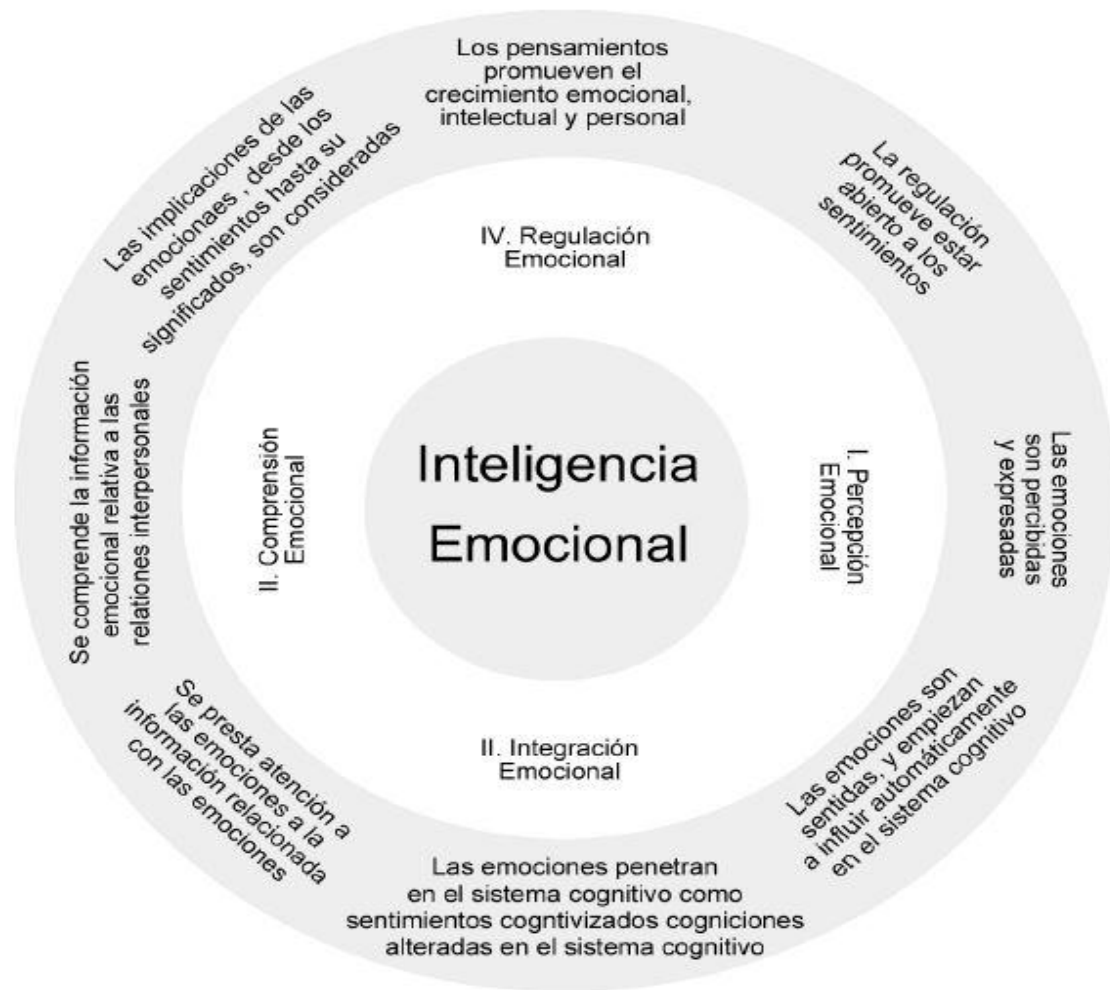 Los pensamientos
promueven el
crecimiento emocional,
intelectual y personal
La regulación
promueve estar
abierto a los
sentimientos
Las emociones
son percibidas
y expresadas
Las emociones son
sentidas, y empiezan
a influir automáticamente
en el sistema cognitivo
Las emociones penetran
en el sistema cognitivo como
sentimientos cogntivizados cogniciones
alteradas en el sistema cognitivo
Se presta atención a
las emociones a la
información relacionada
con las emociones
Se comprende la información
emocional relativa a las
relationes interpersonales
Las implicaciones de las
emocionaes , desde los
sentimientos hasta su
significados, son consideradas
IV. Regulación
Emocional
I. Percepción
Emocional
II. Integración
Emocional
II. Comprensión
Emocional
Inteligencia
Emocional